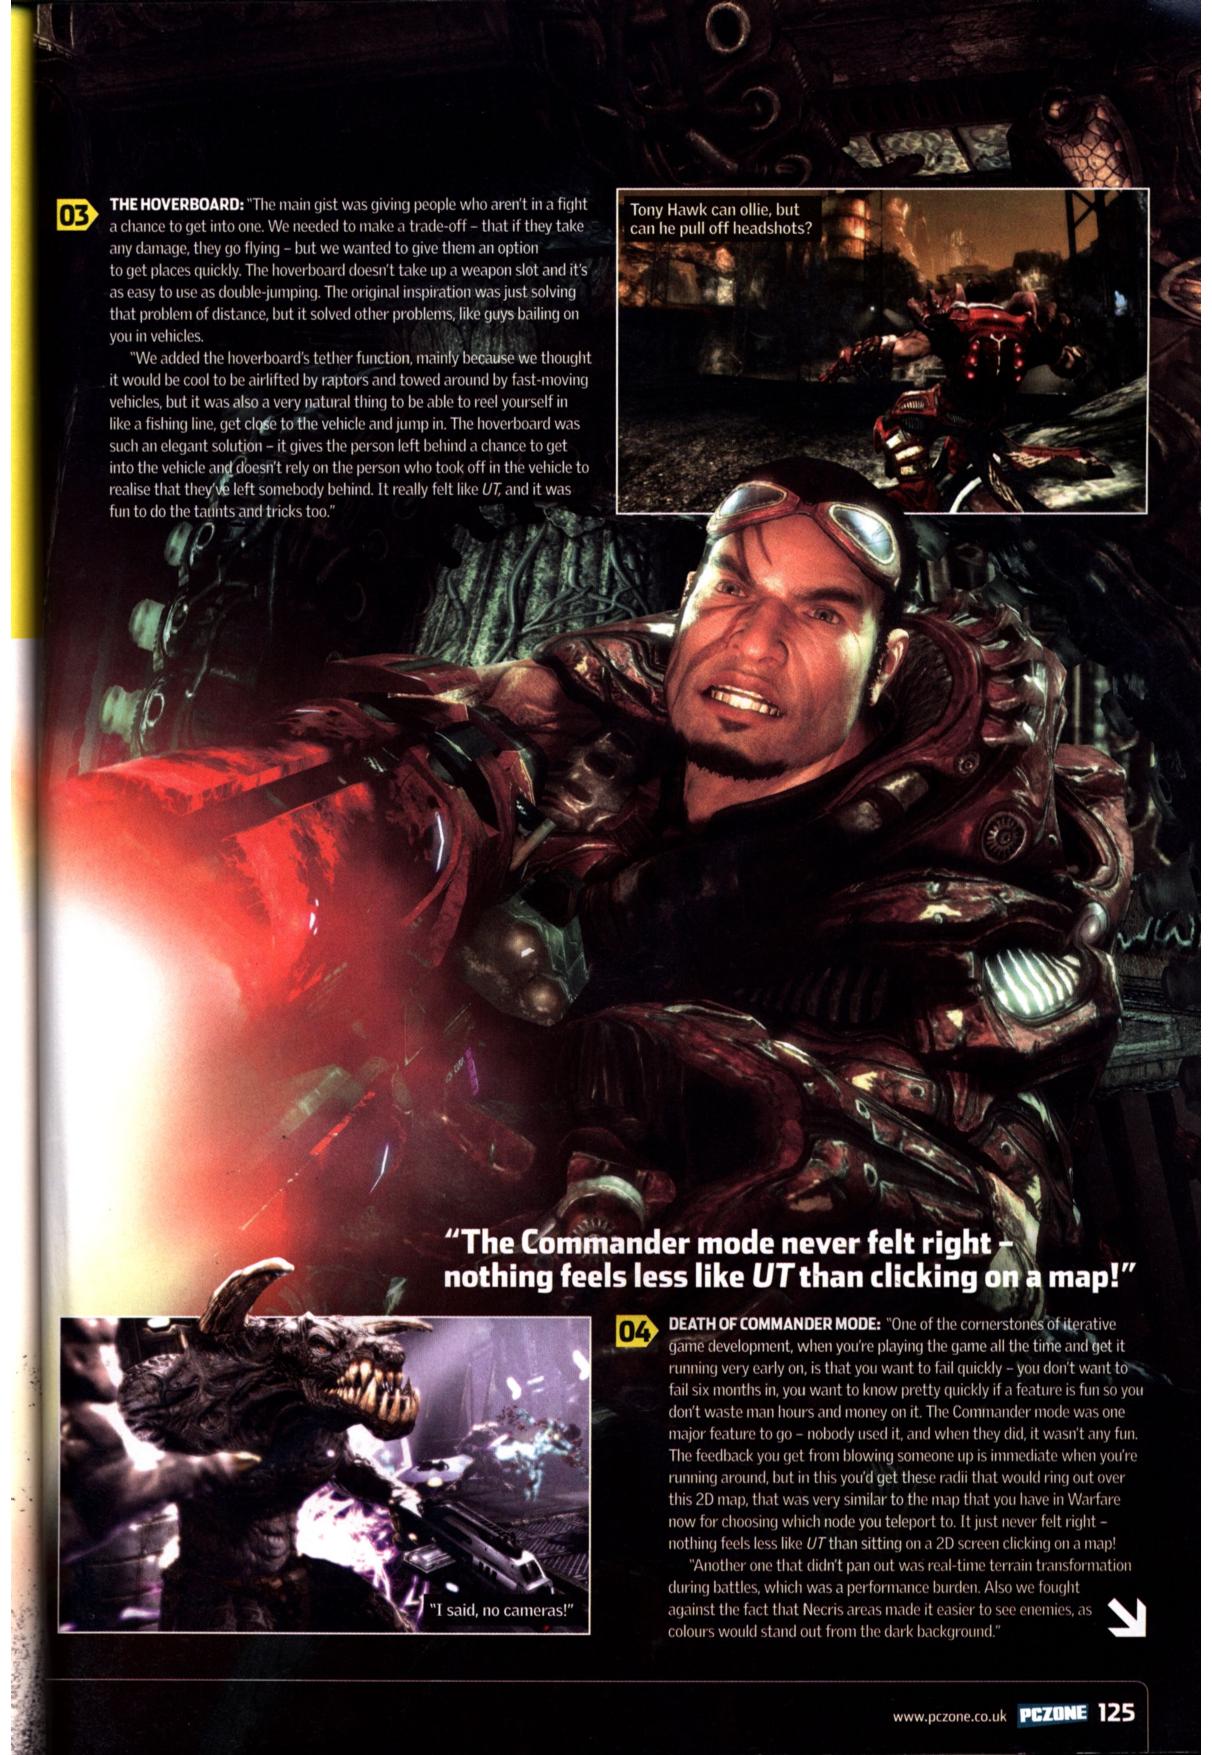 03
THE HOVERBOARD: "The main gist was giving people who aren't in a fight
a chance to get into one. We needed to make a trade-off – that if they take
any damage, they go flying – but we wanted to give them an option
to get places quickly. The hoverboard doesn't take up a weapon slot and it's
as easy to use as double-jumping. The original inspiration was just solving
that problem of distance, but it solved other problems, like guys bailing on
you in vehicles.
"We added the hoverboard's tether function, mainly because we thought
it would be cool to be airlifted by raptors and towed around by fast-moving
vehicles, but it was also a very natural thing to be able to reel yourself in
like a fishing line, get close to the vehicle and jump in. The hoverboard was
such an elegant solution – it gives the person left behind a chance to get
into the vehicle and doesn't rely on the person who took off in the vehicle to
realise that they've left somebody behind. It really felt like UT, and it was
fun to do the taunts and tricks too."
Tony Hawk can ollie, but
can he pull off headshots?
"The Commander mode never felt right –
nothing feels less like UT than clicking on a map!"
"I said, no cameras!"
04
DEATH OF COMMANDER MODE: "One of the cornerstones of iterative
game development, when you're playing the game all the time and get it
running very early on, is that you want to fail quickly – you don't want to
fail six months in, you want to know pretty quickly if a feature is fun so you
don't waste man hours and money on it. The Commander mode was one
major feature to go – nobody used it, and when they did, it wasn't any fun.
The feedback you get from blowing someone up is immediate when you're
running around, but in this you'd get these radii that would ring out over
this 2D map, that was very similar to the map that you have in Warfare
now for choosing which node you teleport to. It just never felt right –
nothing feels less like UT than sitting on a 2D screen clicking on a map!
"Another one that didn't pan out was real-time terrain transformation
during battles, which was a performance burden. Also we fought
against the fact that Necris areas made it easier to see enemies, as
colours would stand out from the dark background."
www.pczone.co.uk PCZONE 125